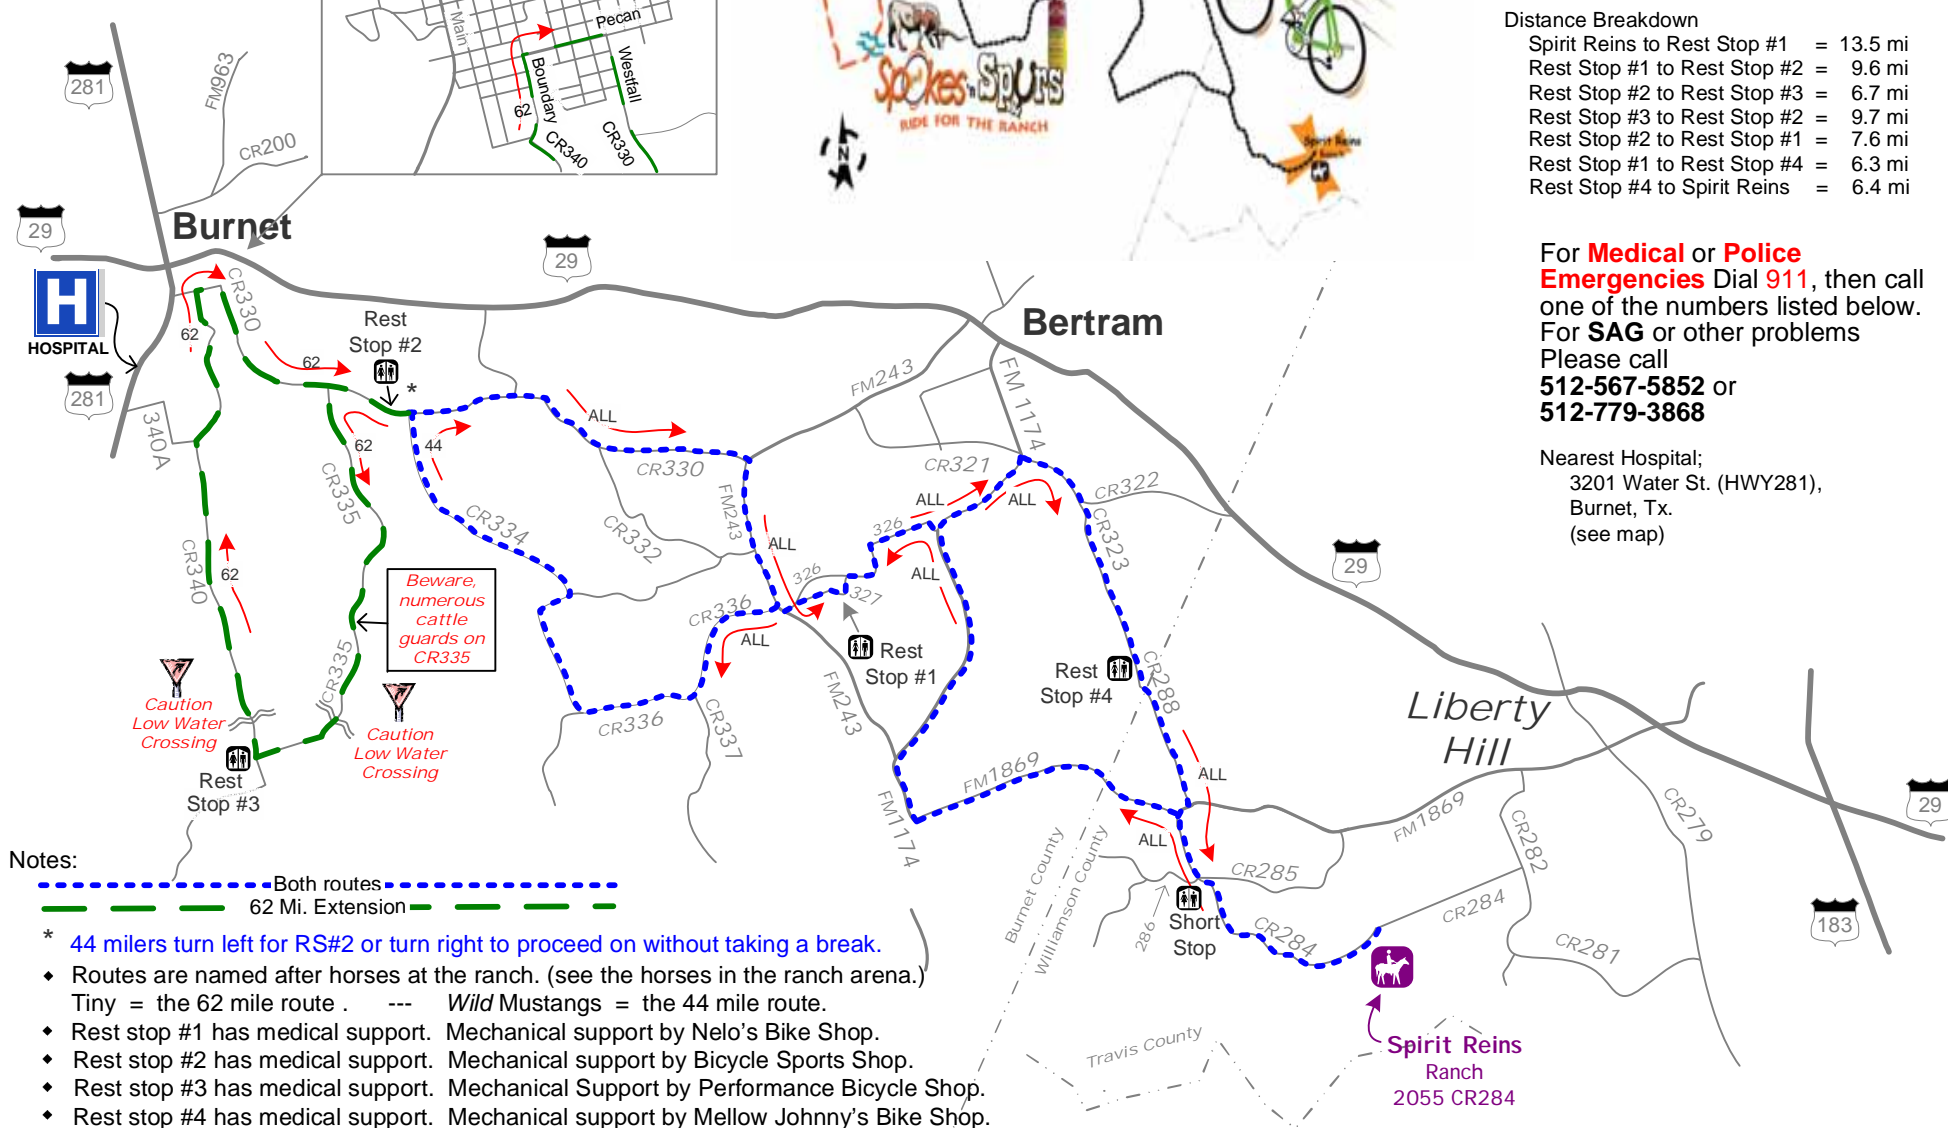 Main
Pecan
Westfall
Boundary
62
CR340
CR330
Spokes 'n Spurs
RIDE FOR THE RANCH
N
Spirit Reins
Distance Breakdown
Spirit Reins to Rest Stop #1 = 13.5 mi
Rest Stop #1 to Rest Stop #2 = 9.6 mi
Rest Stop #2 to Rest Stop #3 = 6.7 mi
Rest Stop #3 to Rest Stop #2 = 9.7 mi
Rest Stop #2 to Rest Stop #1 = 7.6 mi
Rest Stop #1 to Rest Stop #4 = 6.3 mi
Rest Stop #4 to Spirit Reins = 6.4 mi
For Medical or Police
Emergencies Dial 911, then call
one of the numbers listed below.
For SAG or other problems
Please call
512-567-5852 or
512-779-3868
Nearest Hospital;
3201 Water St. (HWY281),
Burnet, Tx.
(see map)
281
FM963
CR200
29
Burnet
29
H
HOSPITAL
281
340A
62
CR330
62
Rest
Stop #2
*
62
44
CR335
CR334
ALL
CR330
CR332
FM243
Bertram
FM243
FM 1174
CR321
ALL
ALL
CR322
CR323
326
ALL
ALL
326
327
CR336
ALL
Rest
Stop #1
CR340
62
Beware,
numerous
cattle
guards on
CR335
CR335
Caution
Low Water
Crossing
Caution
Low Water
Crossing
Rest
Stop #3
CR336
CR337
FM243
FM1174
FM1869
Rest
Stop #4
CR288
ALL
ALL
29
Liberty
Hill
FM1869
CR282
CR279
29
183
CR285
CR284
CR281
Burnet County
Williamson County
286
Short
Stop
CR284
Travis County
Spirit Reins
Ranch
2055 CR284
Notes:
Both routes
62 Mi. Extension
* 44 milers turn left for RS#2 or turn right to proceed on without taking a break.
◆ Routes are named after horses at the ranch. (see the horses in the ranch arena.)
Tiny = the 62 mile route . --- Wild Mustangs = the 44 mile route.
◆ Rest stop #1 has medical support. Mechanical support by Nelo's Bike Shop.
◆ Rest stop #2 has medical support. Mechanical support by Bicycle Sports Shop.
◆ Rest stop #3 has medical support. Mechanical Support by Performance Bicycle Shop.
◆ Rest stop #4 has medical support. Mechanical support by Mellow Johnny's Bike Shop.